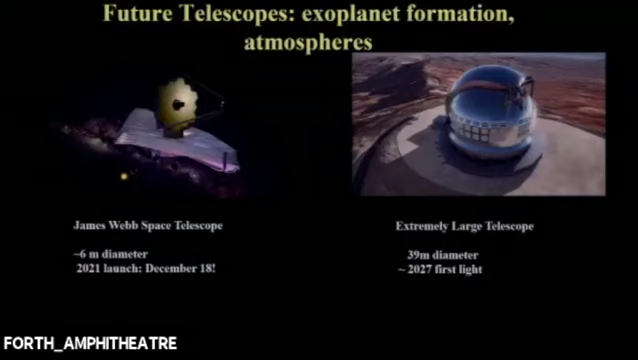 Future Telescopes: exoplanet formation,
atmospheres
James Webb Space Telescope
~6 m diameter
2021 launch: December 18!
Extremely Large Telescope
39m diameter
~ 2027 first light
FORTH_AMPHITHEATRE